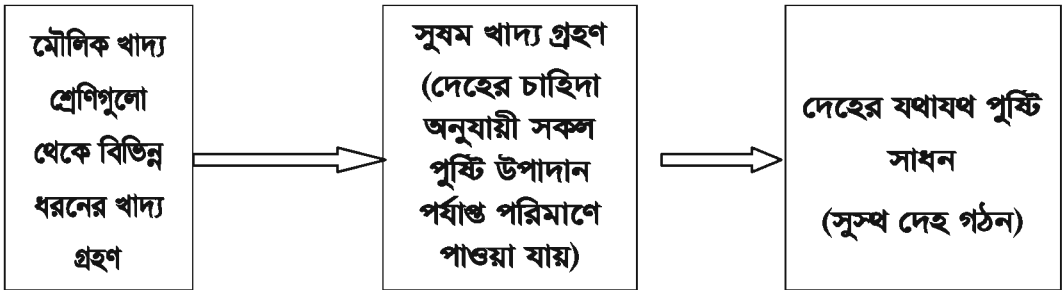 মৌলিক খাদ্য
শ্রেণিগুলো
থেকে বিভিন্ন
ধরনের খাদ্য
গ্রহণ
সুষম খাদ্য গ্রহণ
(দেহের চাহিদা
অনুযায়ী সকল
পুষ্টি উপাদান
পর্যাপ্ত পরিমাণে
পাওয়া যায়)
দেহের যথাযথ পুষ্টি
সাধন
(সুস্থ দেহ গঠন)